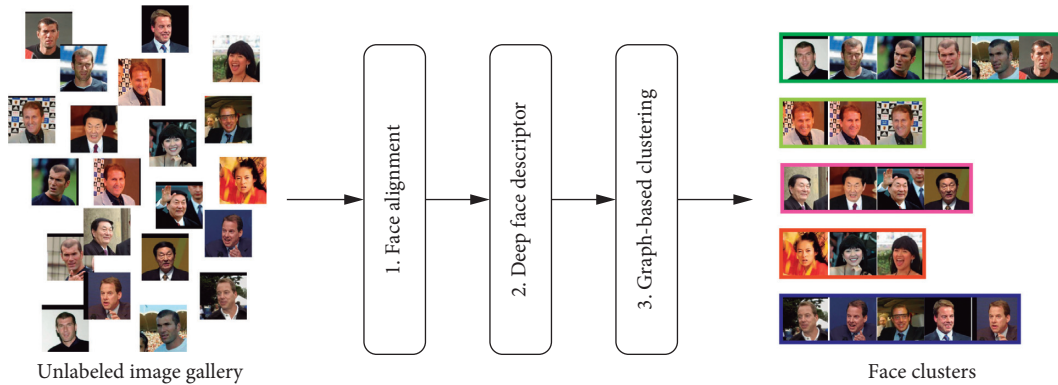 1. Face alignment
2. Deep face descriptor
3. Graph-based clustering
Unlabeled image gallery
Face clusters